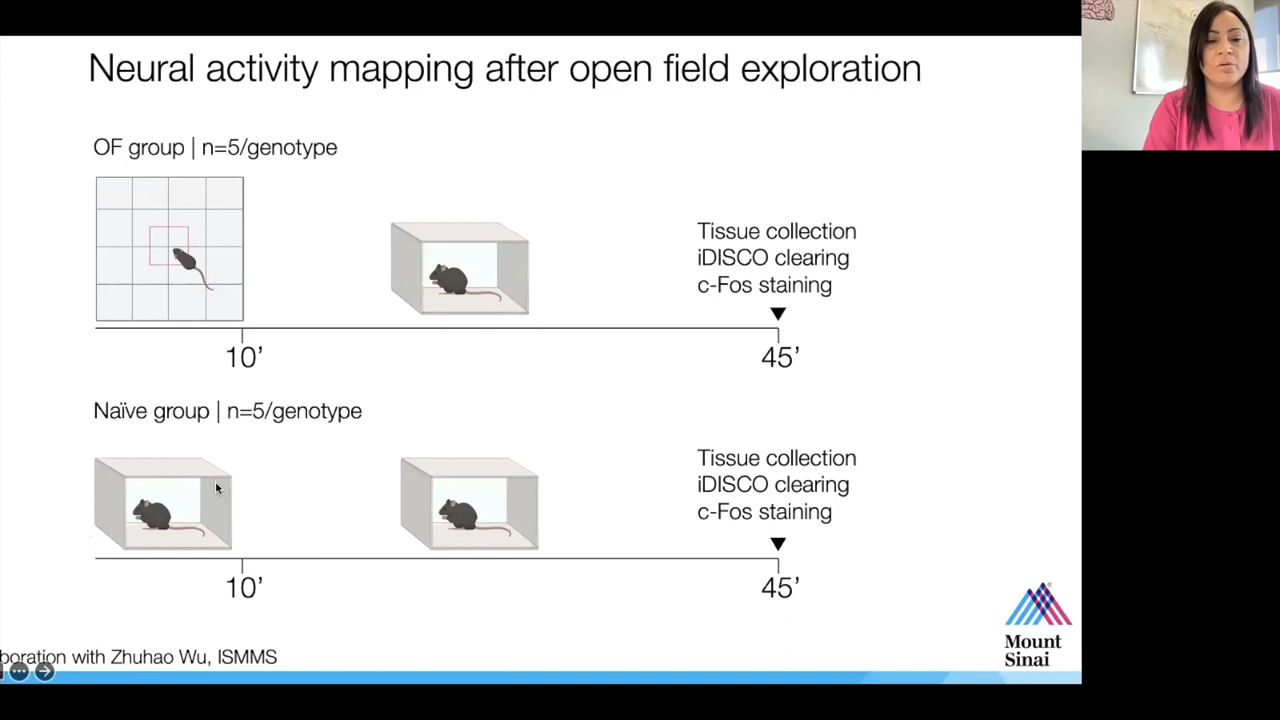 Neural activity mapping after open field exploration
OF group | n=5/genotype
Tissue collection
iDISCO clearing
c-Fos staining
10’
45’
Naïve group | n=5/genotype
Tissue collection
iDISCO clearing
c-Fos staining
10’
45’
boration with Zhuhao Wu, ISMMS
Mount
Sinai